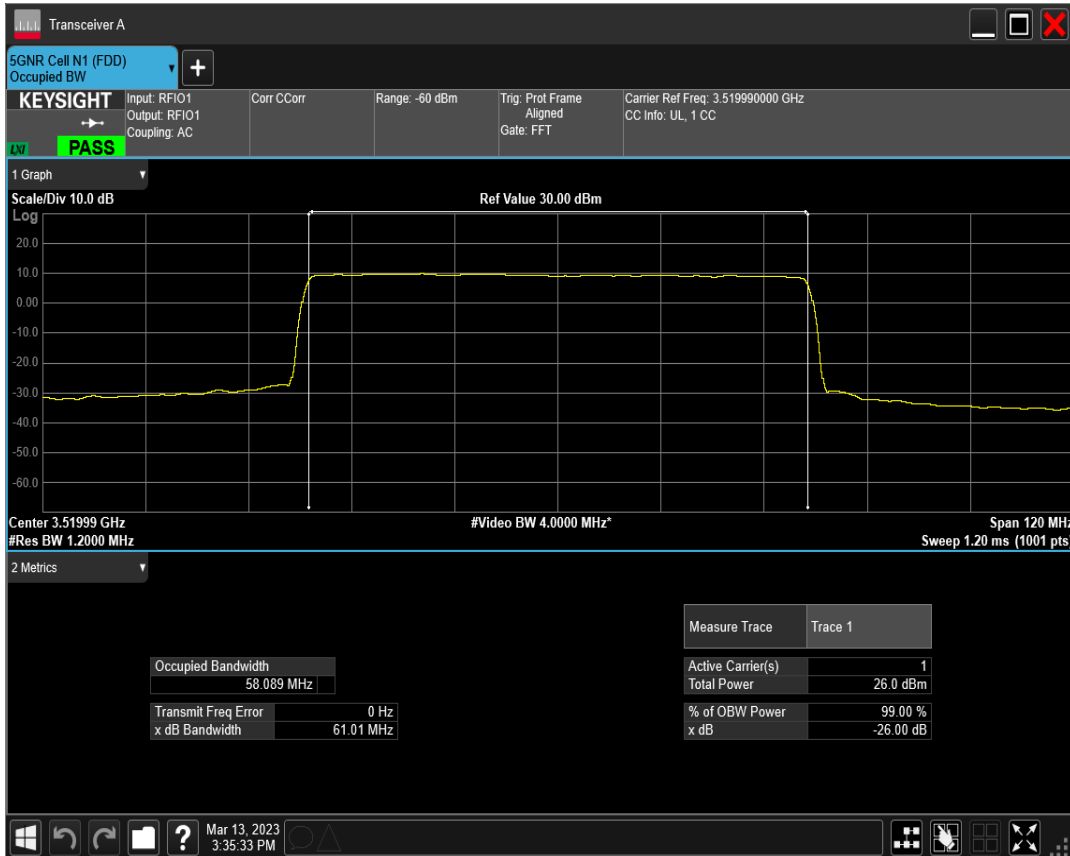 Transceiver A
5GNR Cell N1 (FDD)
Occupied BW
KEYSIGHT
LXI
PASS
Input: RFIO1
Output: RFIO1
Coupling: AC
Corr CCorr
Range: -60 dBm
Trig: Prot Frame
Aligned
Gate: FFT
Carrier Ref Freq: 3.519990000 GHz
CC Info: UL, 1 CC
1 Graph
Scale/Div 10.0 dB
Ref Value 30.00 dBm
Log
20.0
10.0
0.00
-10.0
-20.0
-30.0
-40.0
-50.0
-60.0
Center 3.51999 GHz
#Video BW 4.0000 MHz*
Span 120 MHz
#Res BW 1.2000 MHz
Sweep 1.20 ms (1001 pts)
2 Metrics
Measure Trace Trace 1
Occupied Bandwidth
58.089 MHz
Active Carrier(s) 1
Total Power 26.0 dBm
Transmit Freq Error 0 Hz
x dB Bandwidth 61.01 MHz
% of OBW Power 99.00 %
x dB -26.00 dB
?
Mar 13, 2023
3:35:33 PM